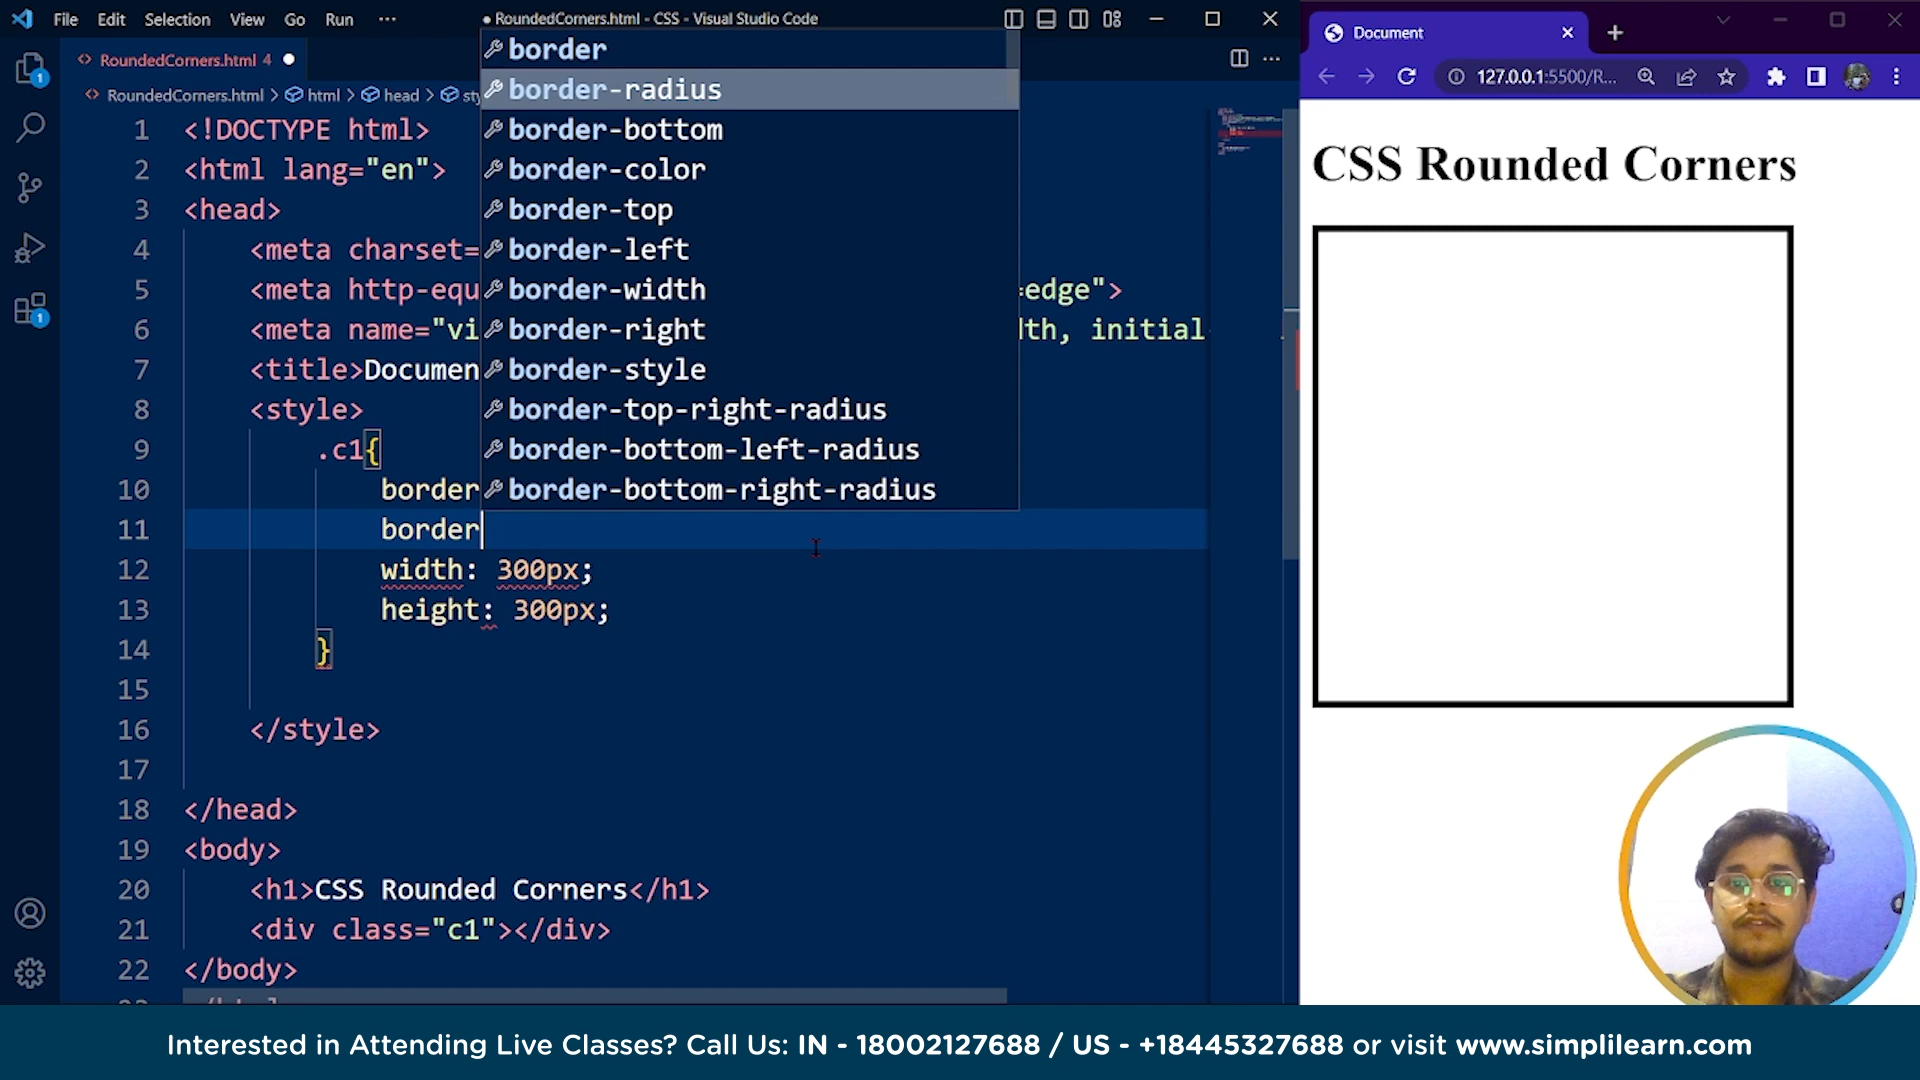 File Edit Selection View Go Run ··· ● RoundedCorners.html - CSS - Visual Studio Code
RoundedCorners.html 4 ●
RoundedCorners.html > html > head >
border
border-radius
border-bottom
border-color
border-top
border-left
border-width
border-right
border-style
border-top-right-radius
border-bottom-left-radius
border-bottom-right-radius
1 <!DOCTYPE html>
2 <html lang="en">
3 <head>
4 <meta charset=
5 <meta http-equ =edge">
6 <meta name="vi dth, initial-
7 <title>Documen
8 <style>
9 .c1{
10 border
11 border
12 width: 300px;
13 height: 300px;
14 }
15
16 </style>
17
18 </head>
19 <body>
20 <h1>CSS Rounded Corners</h1>
21 <div class="c1"></div>
22 </body>
1
1
Document
127.0.0.1:5500/R...
CSS Rounded Corners
Interested in Attending Live Classes? Call Us: IN - 18002127688 / US - +18445327688 or visit www.simplilearn.com